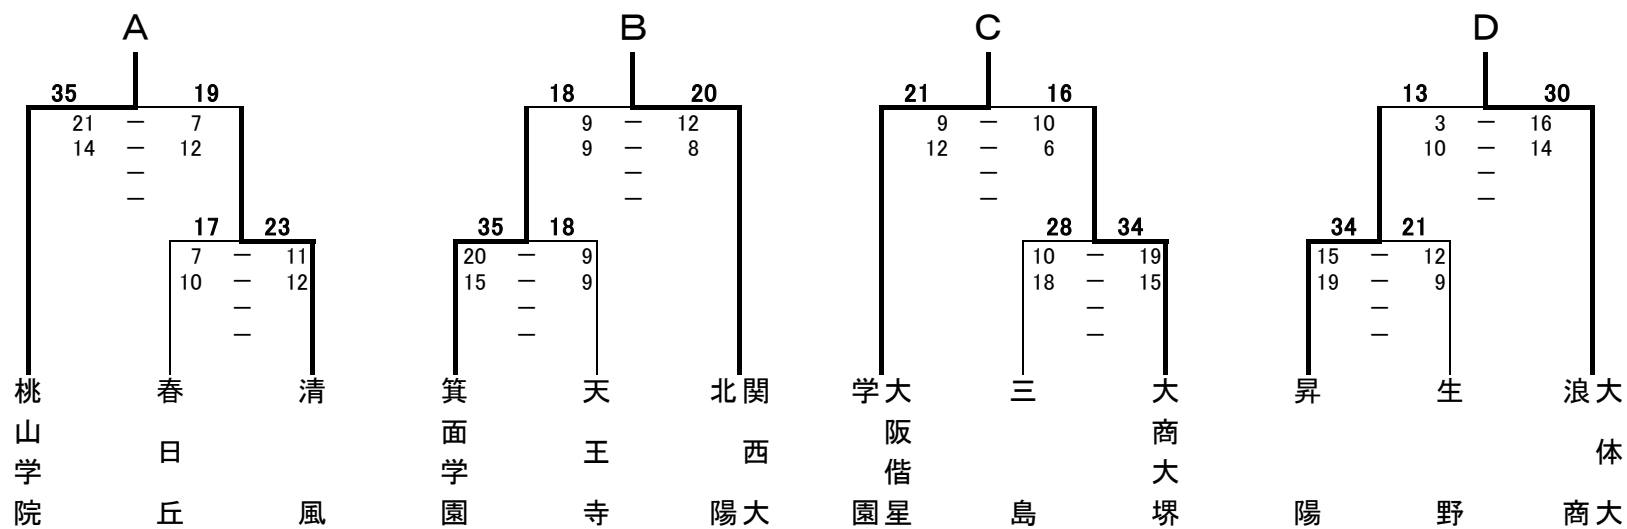 A B C D
35 19 18 20 21 16 13 30
21 － 7 9 － 12 9 － 10 3 － 16
14 － 12 9 － 8 12 － 6 10 － 14
－ － － －
－ － － －
17 23 35 18 28 34 34 21
7 － 11 20 － 9 10 － 19 15 － 12
10 － 12 15 － 9 18 － 15 19 － 9
－ － － －
－ － － －
桃山学院
春日丘
清風
箕面学園
天王寺
関西大
北陽
大阪偕星
学園
三島
大商大堺
昇陽
生野
大体大
浪商